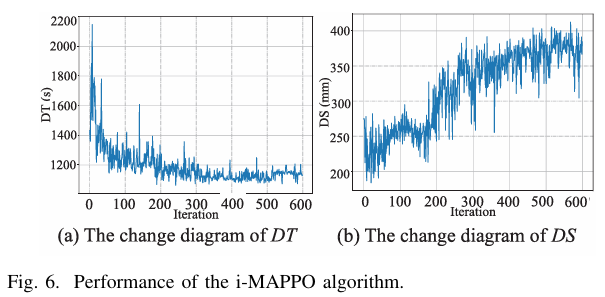 2200
2000
1800
1600
1400
1200
DT (s)
0 100 200 300 400 500 600
Iteration
(a) The change diagram of DT
400
350
300
250
200
DS (mm)
0 100 200 300 400 500 600
Iteration
(b) The change diagram of DS
Fig. 6. Performance of the i-MAPPO algorithm.